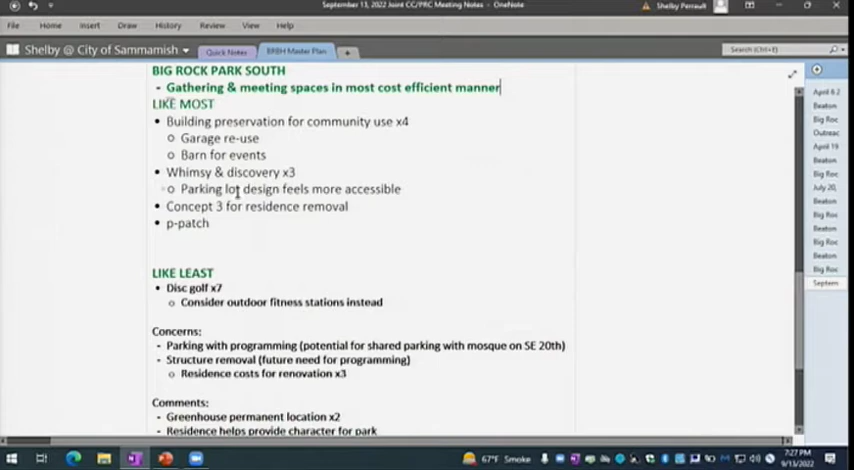 September 13, 2022 Joint CC/PRC Meeting Notes - OneNote
Shelby Perrault
File Home Insert Draw History Review View Help
Shelby @ City of Sammamish
Quick Notes
BRBH Master Plan
+
Search (Ctrl+E)
BIG ROCK PARK SOUTH
- Gathering & meeting spaces in most cost efficient manner
LIKE MOST
• Building preservation for community use x4
o Garage re-use
o Barn for events
• Whimsy & discovery x3
o Parking lot design feels more accessible
• Concept 3 for residence removal
• p-patch
LIKE LEAST
• Disc golf x7
o Consider outdoor fitness stations instead
Concerns:
- Parking with programming (potential for shared parking with mosque on SE 20th)
- Structure removal (future need for programming)
o Residence costs for renovation x3
Comments:
- Greenhouse permanent location x2
- Residence helps provide character for park
April 6 2
Beaton
Big Roc
Outreac
April 19
Beaton
Big Roc
July 20,
Beaton
Big Roc
Beaton
Big Roc
Beaton
Big Roc
Septem
67°F Smoke
7:27 PM
9/13/2022